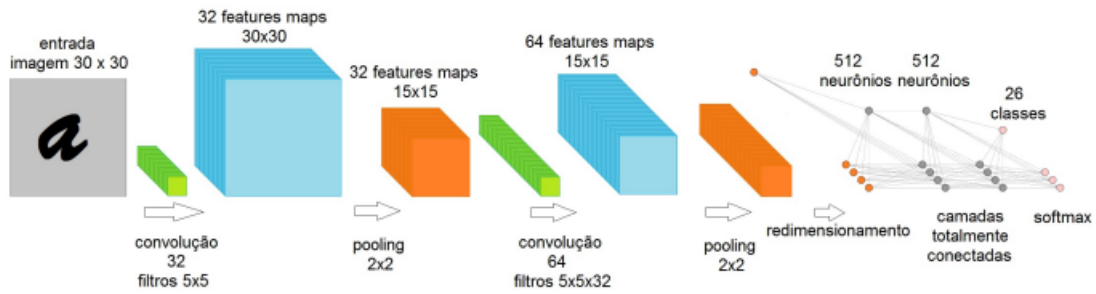 entrada
imagem 30 x 30
a
convolução
32
filtros 5x5
32 features maps
30x30
pooling
2x2
32 features maps
15x15
convolução
64
filtros 5x5x32
64 features maps
15x15
pooling
2x2
redimensionamento
512
neurônios
512
neurônios
camadas
totalmente
conectadas
26
classes
softmax